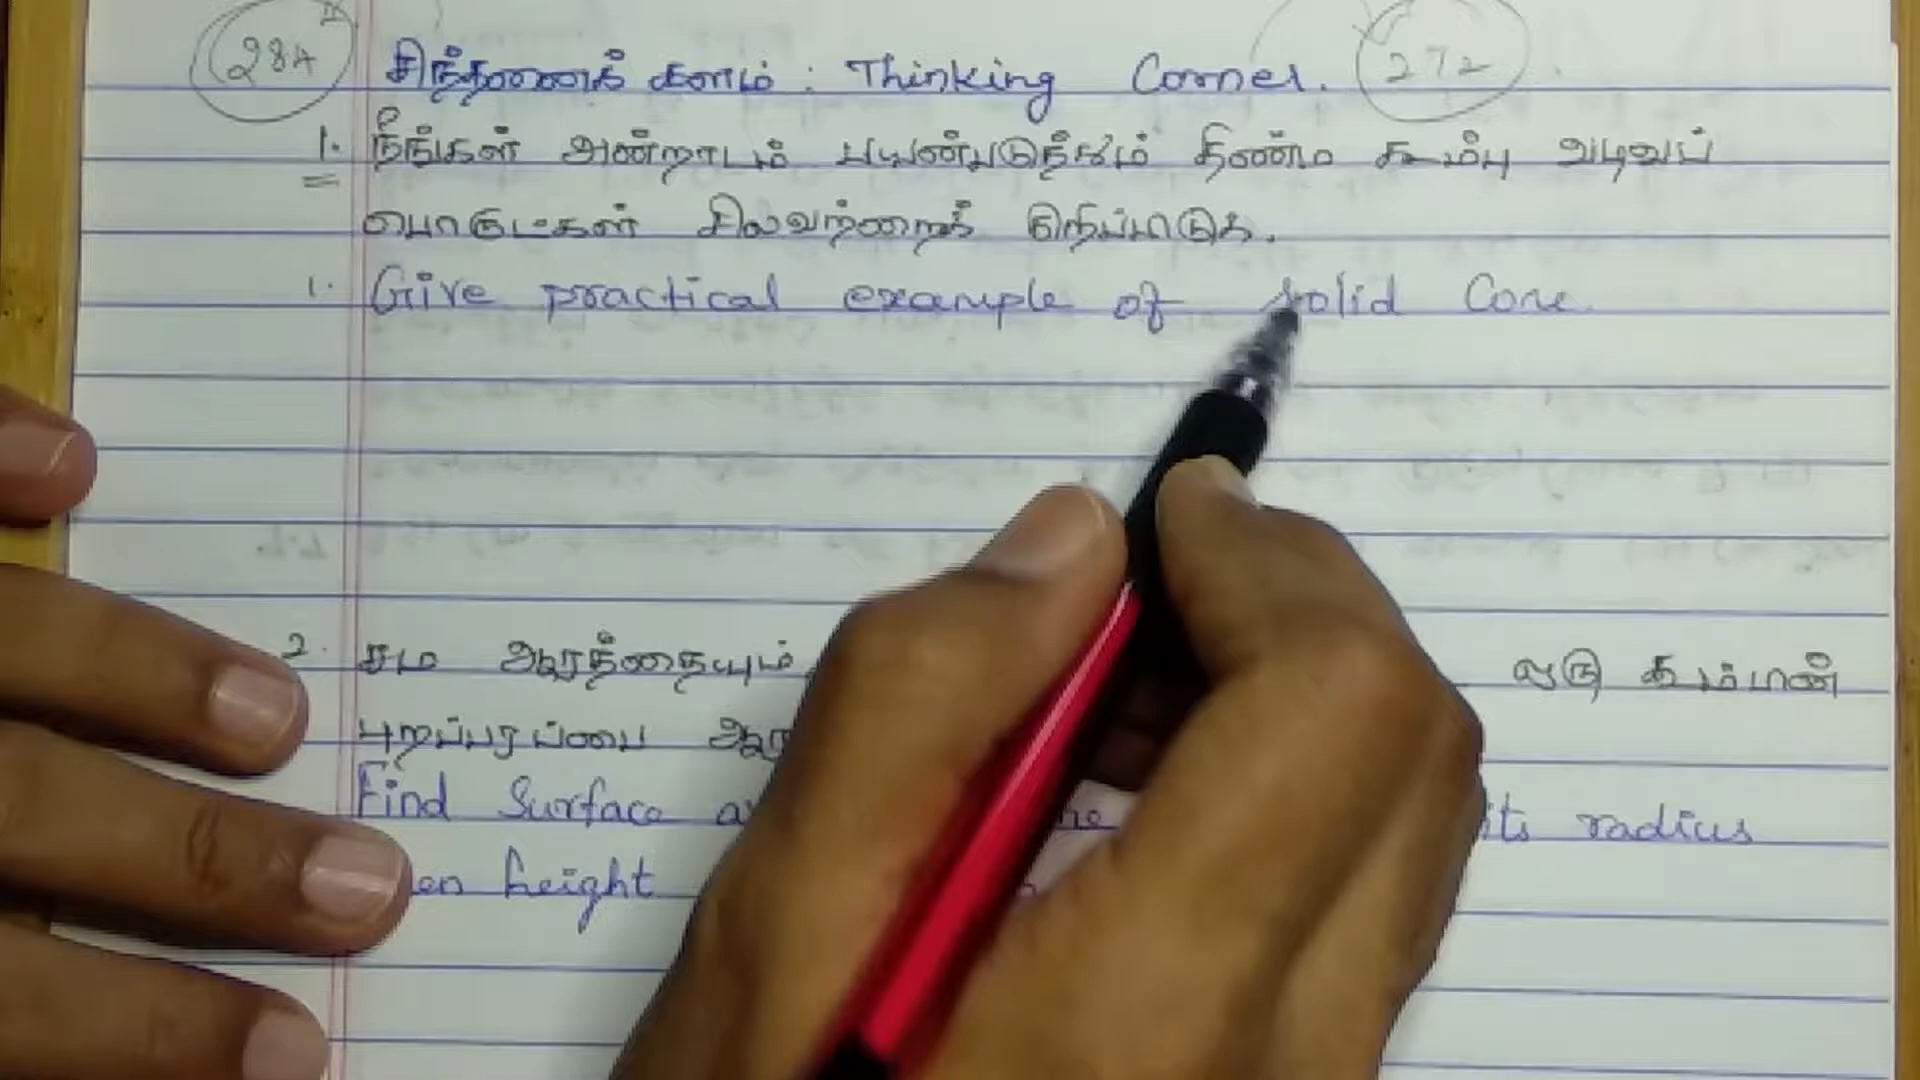 284 சிந்தனைக் களம் : Thinking Corner. 272
1. நீங்கள் அன்றாடம் பயன்படுத்தும் திண்ம கூம்பு வடிவப்
பொருட்கள் சிலவற்றைக் குறிப்பிடுக.
1. Give practical example of solid Cone.
2. சம ஆரத்தையும் ஒரு கூம்பின்
புறப்பரப்பை
Find Surface its radius
height